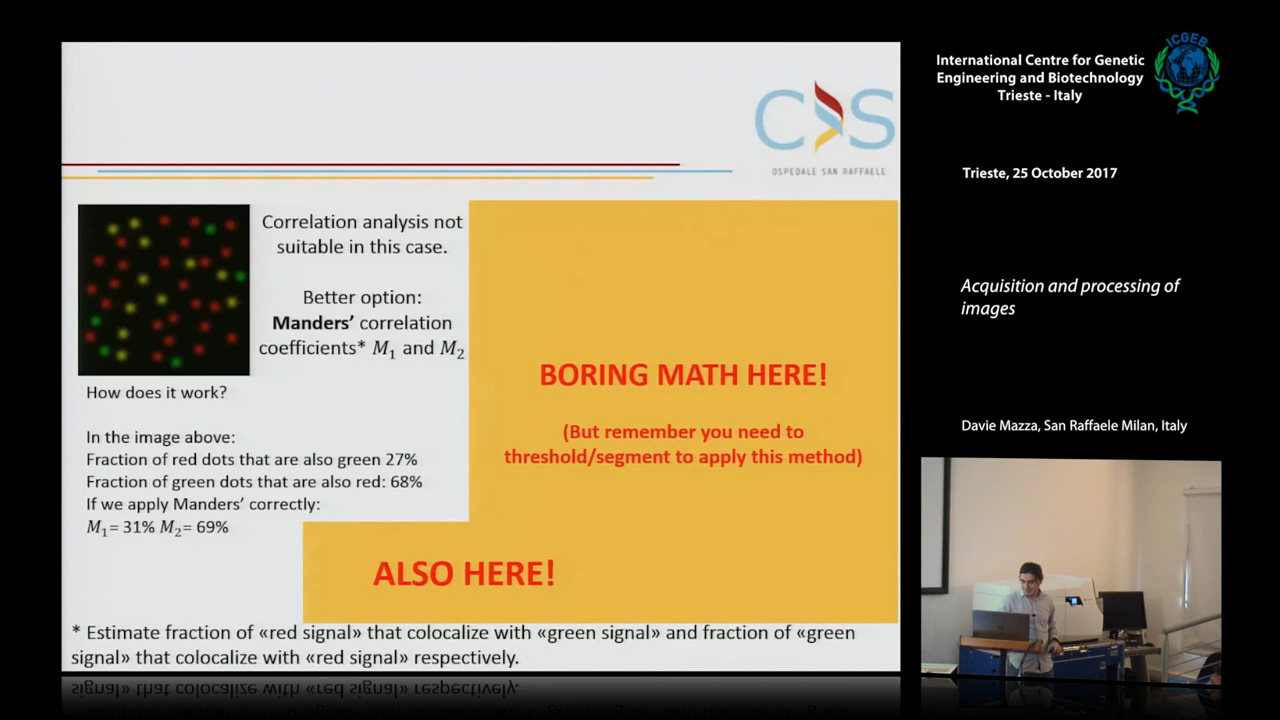 CIS
OSPEDALE SAN RAFFAELE
Correlation analysis not
suitable in this case.
Better option:
Manders' correlation
coefficients* M₁ and M₂
How does it work?
In the image above:
Fraction of red dots that are also green 27%
Fraction of green dots that are also red: 68%
If we apply Manders' correctly:
M₁= 31% M₂= 69%
BORING MATH HERE!
(But remember you need to
threshold/segment to apply this method)
ALSO HERE!
* Estimate fraction of «red signal» that colocalize with «green signal» and fraction of «green
signal» that colocalize with «red signal» respectively.
International Centre for Genetic
Engineering and Biotechnology
Trieste - Italy
ICGEB
Trieste, 25 October 2017
Acquisition and processing of
images
Davie Mazza, San Raffaele Milan, Italy